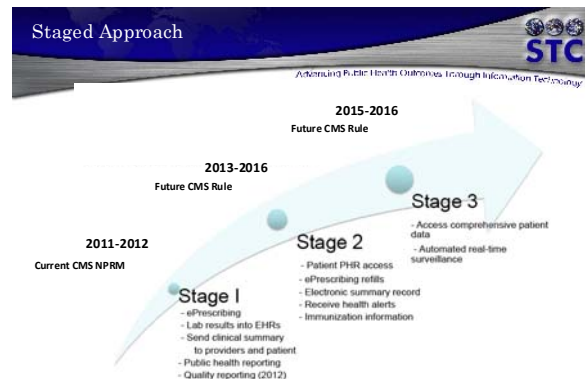 Staged Approach
STC
Advancing Public Health Outcomes Through Information Technology
2015-2016
Future CMS Rule
2013-2016
Future CMS Rule
2011-2012
Current CMS NPRM
Stage I
- ePrescribing
- Lab results into EHRs
- Send clinical summary
to providers and patient
- Public health reporting
- Quality reporting (2012)
Stage 2
- Patient PHR access
- ePrescribing refills
- Electronic summary record
- Receive health alerts
- Immunization information
Stage 3
- Access comprehensive patient
data
- Automated real-time
surveillance